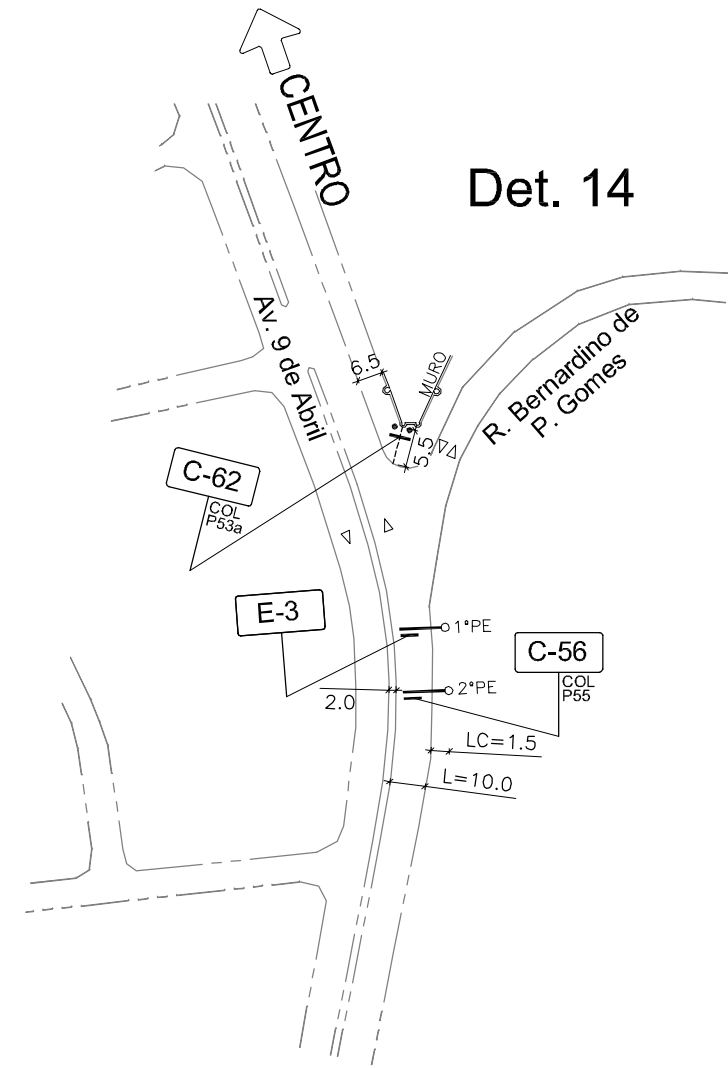 CENTRO
Det. 14
Av. 9 de Abril
6.5
MURO
R. Bernardino de
P. Gomes
5.5
C-62
COL
P53a
E-3
1°PE
C-56
COL
P55
2°PE
2.0
LC=1.5
L=10.0